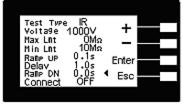 Test Type IR
Voltage 1000V
Max Lmt 0MΩ
Min Lmt 10MΩ
Ramp UP 0.1s
Delay 1.0s
Ramp DN 0.0s
Connect OFF
+
−
Enter
Esc